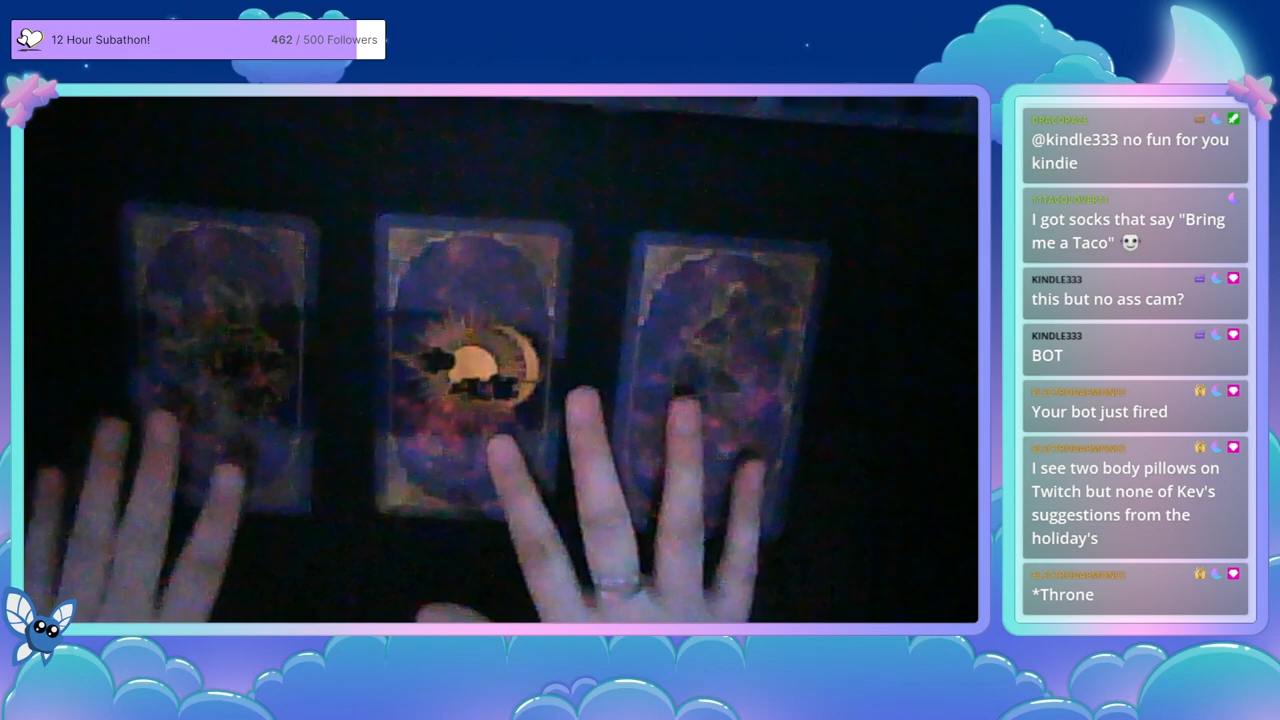 12 Hour Subathon!
462 / 500 Followers
@kindle333 no fun for you
kindie
I got socks that say "Bring
me a Taco"
KINDLE333
this but no ass cam?
KINDLE333
BOT
Your bot just fired
I see two body pillows on
Twitch but none of Kev's
suggestions from the
holiday's
*Throne